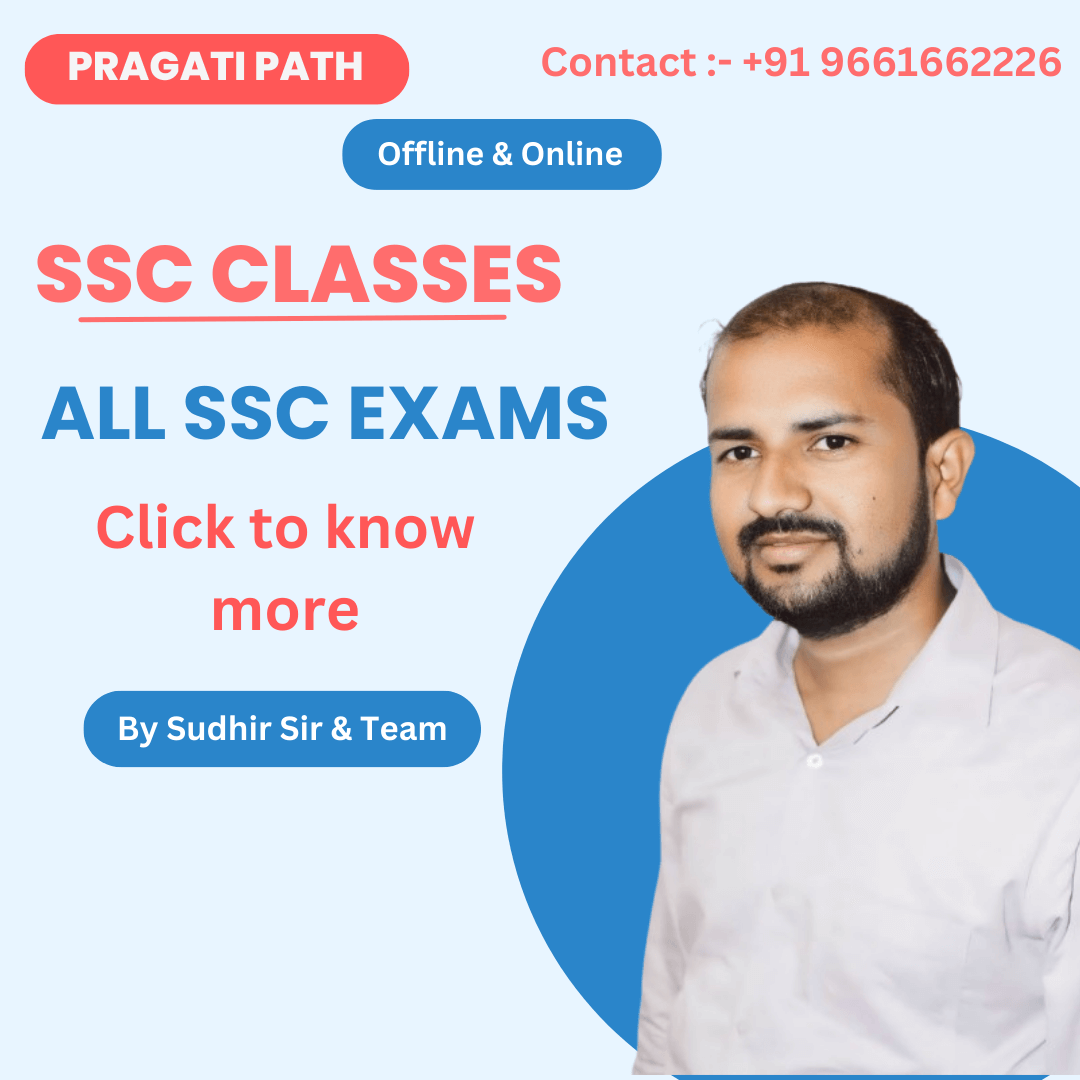 PRAGATI PATH
Contact :- +91 9661662226
Offline & Online
SSC CLASSES
ALL SSC EXAMS
Click to know
more
By Sudhir Sir & Team